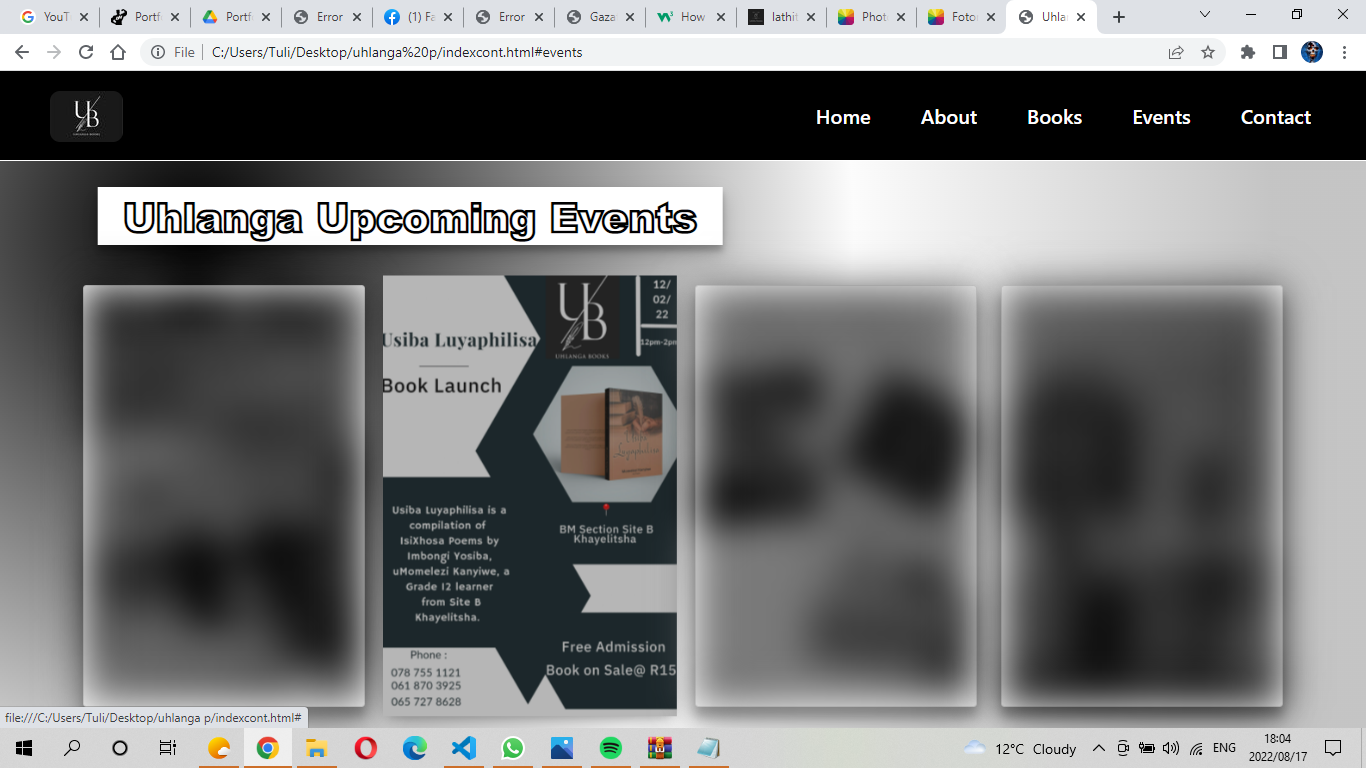 YouT
Portf
Portf
Error
(1) Fa
Error
Gaza
How
lathit
Phot
Foto
Uhla
File
C:/Users/Tuli/Desktop/uhlanga%20p/indexcont.html#events
UB
UHLANGA BOOKS
Home
About
Books
Events
Contact
Uhlanga Upcoming Events
Usiba Luyaphilisa
Book Launch
UB
UHLANGA BOOKS
12/
02/
22
12pm-2pm
Usiba
Luyaphilisa
Usiba Luyaphilisa is a
compilation of
IsiXhosa Poems by
Imbongi Yosiba,
uMomelezi Kanyiwe, a
Grade 12 learner
from Site B
Khayelitsha.
BM Section Site B
Khayelitsha
Free Admission
Book on Sale@ R15
Phone :
078 755 1121
061 870 3925
065 727 8628
file:///C:/Users/Tuli/Desktop/uhlanga p/indexcont.html#
12°C Cloudy
ENG
18:04
2022/08/17